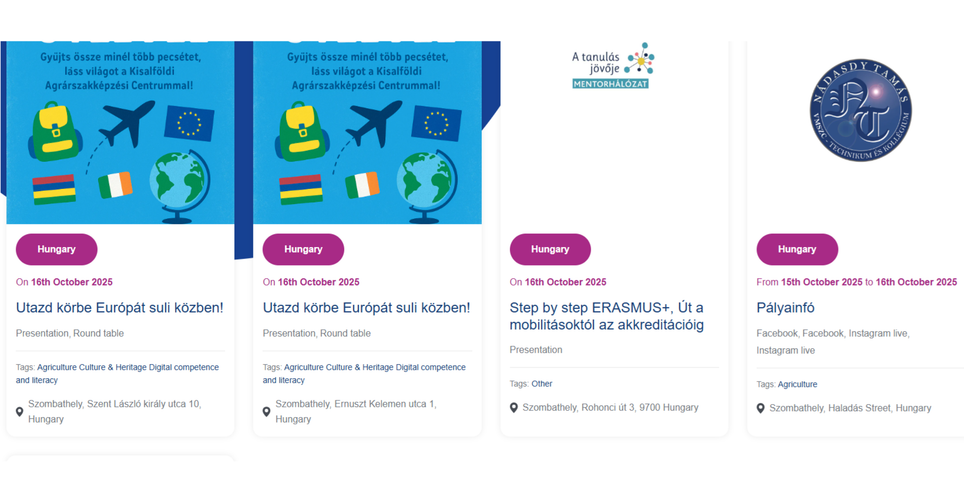 Gyűjts össze minél több pecsétet,
láss világot a Kisalföldi
Agrárszakképzési Centrummal!
Hungary
On 16th October 2025
Utazd körbe Európát suli közben!
Presentation, Round table
Tags: Agriculture Culture & Heritage Digital competence
and literacy
Szombathely, Szent László király utca 10,
Hungary
Gyűjts össze minél több pecsétet,
láss világot a Kisalföldi
Agrárszakképzési Centrummal!
Hungary
On 16th October 2025
Utazd körbe Európát suli közben!
Presentation, Round table
Tags: Agriculture Culture & Heritage Digital competence
and literacy
Szombathely, Ernuszt Kelemen utca 1,
Hungary
A tanulás
jövője
MENTORHÁLÓZAT
Hungary
On 16th October 2025
Step by step ERASMUS+, Út a
mobilitásoktól az akkreditációig
Presentation
Tags: Other
Szombathely, Rohonci út 3, 9700 Hungary
NÁDASDY TAMÁS
NT
VMSZC - TECHNIKUM ÉS KOLLÉGIUM
Hungary
From 15th October 2025 to 16th October 2025
Pályainfó
Facebook, Facebook, Instagram live,
Instagram live
Tags: Agriculture
Szombathely, Haladás Street, Hungary